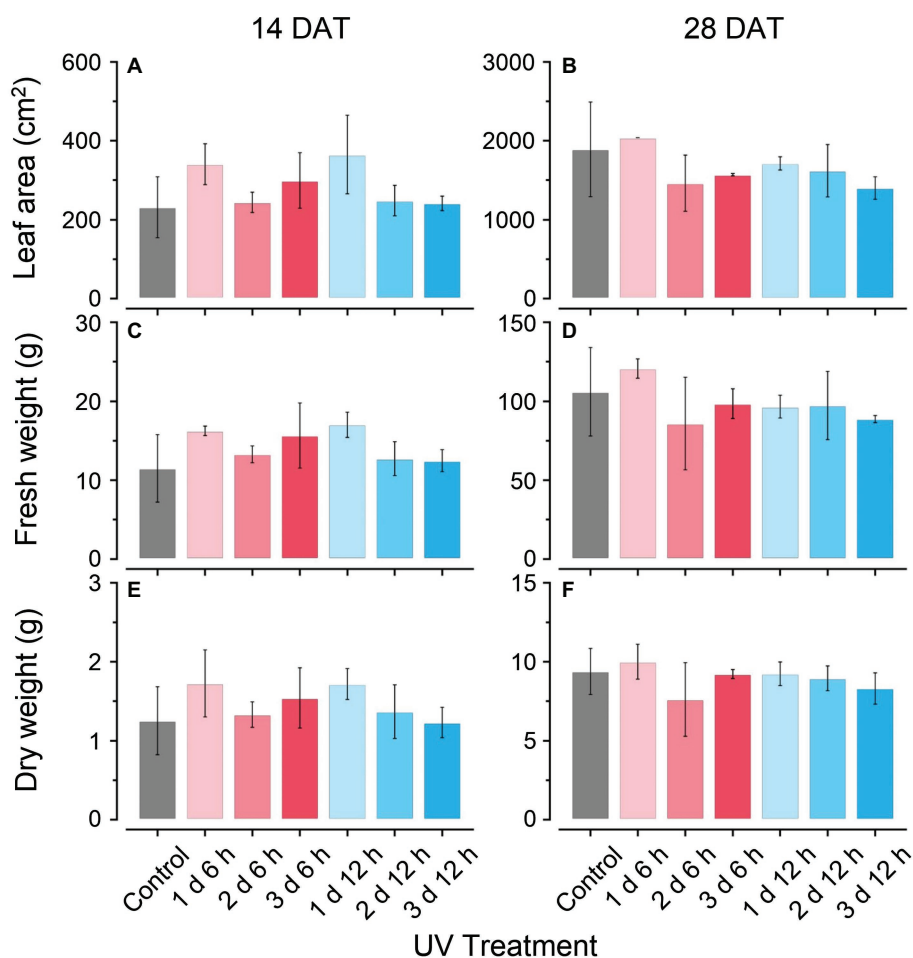 14 DAT 28 DAT
A
B
Leaf area (cm²)
600
400
200
0
3000
2000
1000
0
C
D
Fresh weight (g)
30
20
10
0
150
100
50
0
E
F
Dry weight (g)
3
2
1
0
15
10
5
0
Control 1 d 6 h 2 d 6 h 3 d 6 h 1 d 12 h 2 d 12 h 3 d 12 h
Control 1 d 6 h 2 d 6 h 3 d 6 h 1 d 12 h 2 d 12 h 3 d 12 h
UV Treatment